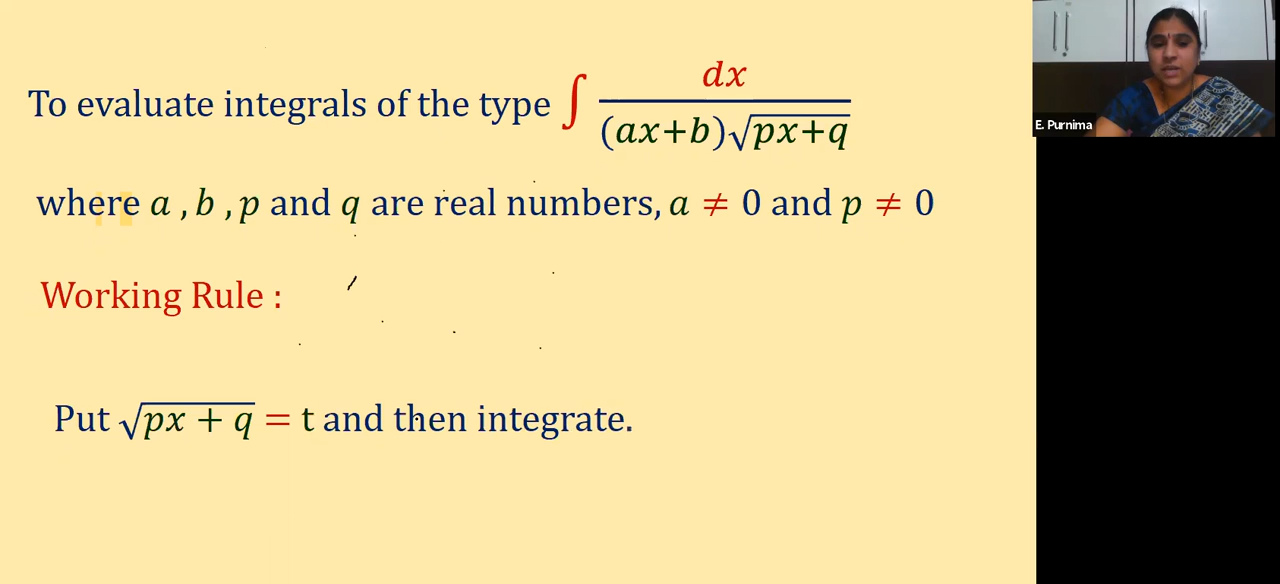 To evaluate integrals of the type ∫ dx / (ax+b)√(px+q)
where a , b , p and q are real numbers, a ≠ 0 and p ≠ 0
Working Rule :
Put √(px + q) = t and then integrate.
E. Purnima